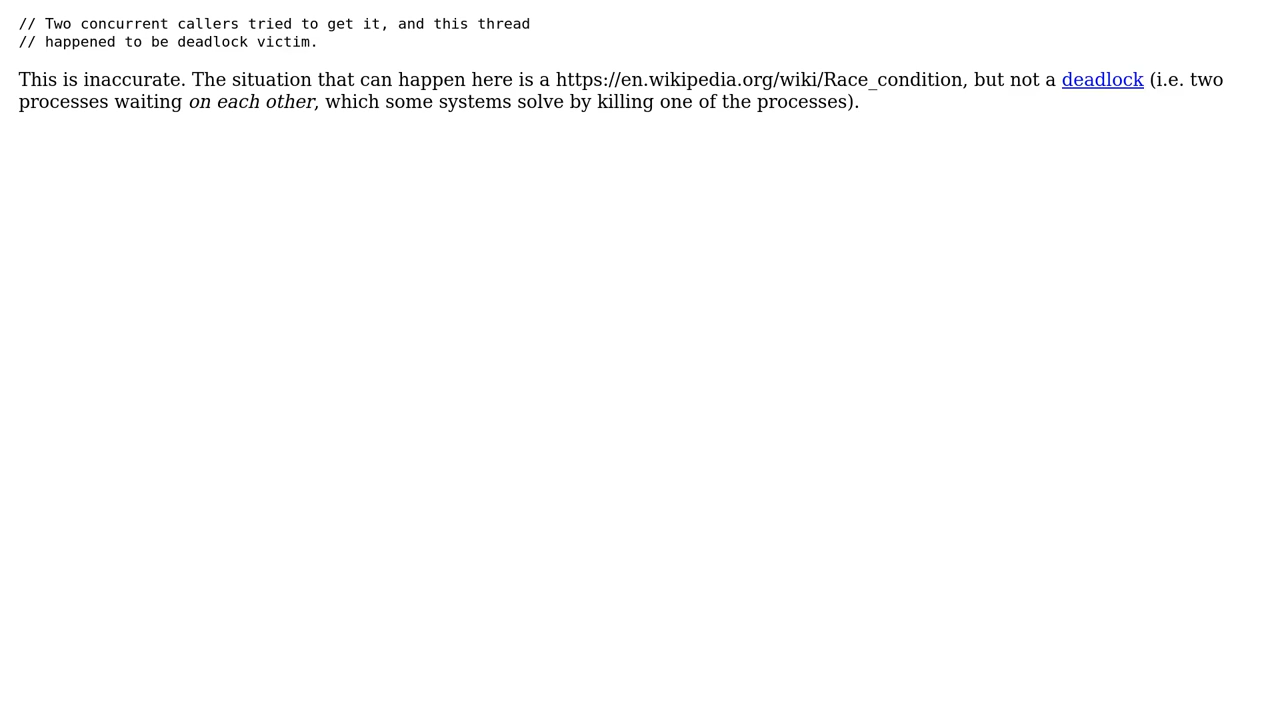 // Two concurrent callers tried to get it, and this thread
// happened to be deadlock victim.
This is inaccurate. The situation that can happen here is a https://en.wikipedia.org/wiki/Race_condition, but not a deadlock (i.e. two
processes waiting on each other, which some systems solve by killing one of the processes).